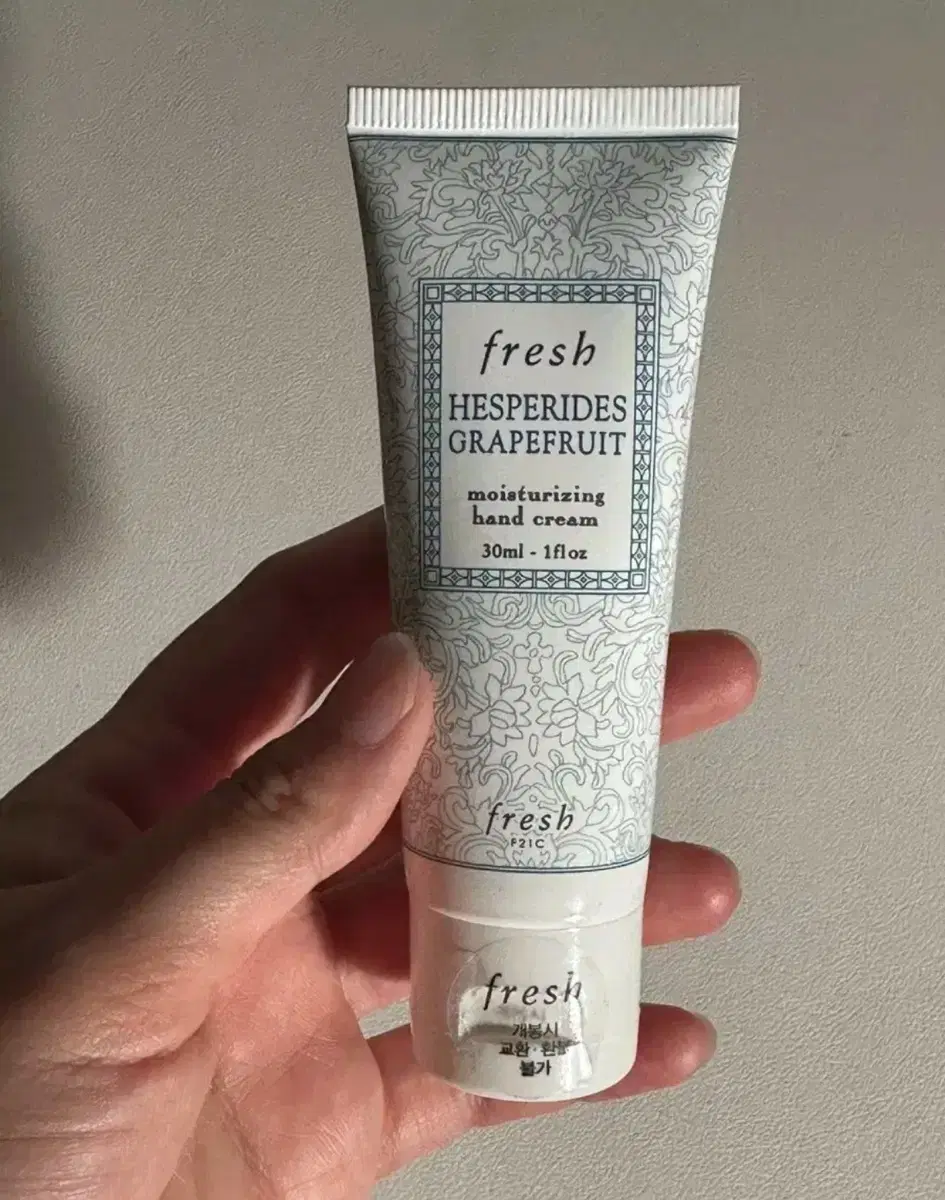 fresh
HESPERIDES
GRAPEFRUIT
moisturizing
hand cream
30ml - 1fl oz
fresh
F21C
fresh
개봉시
교환·환불
불가